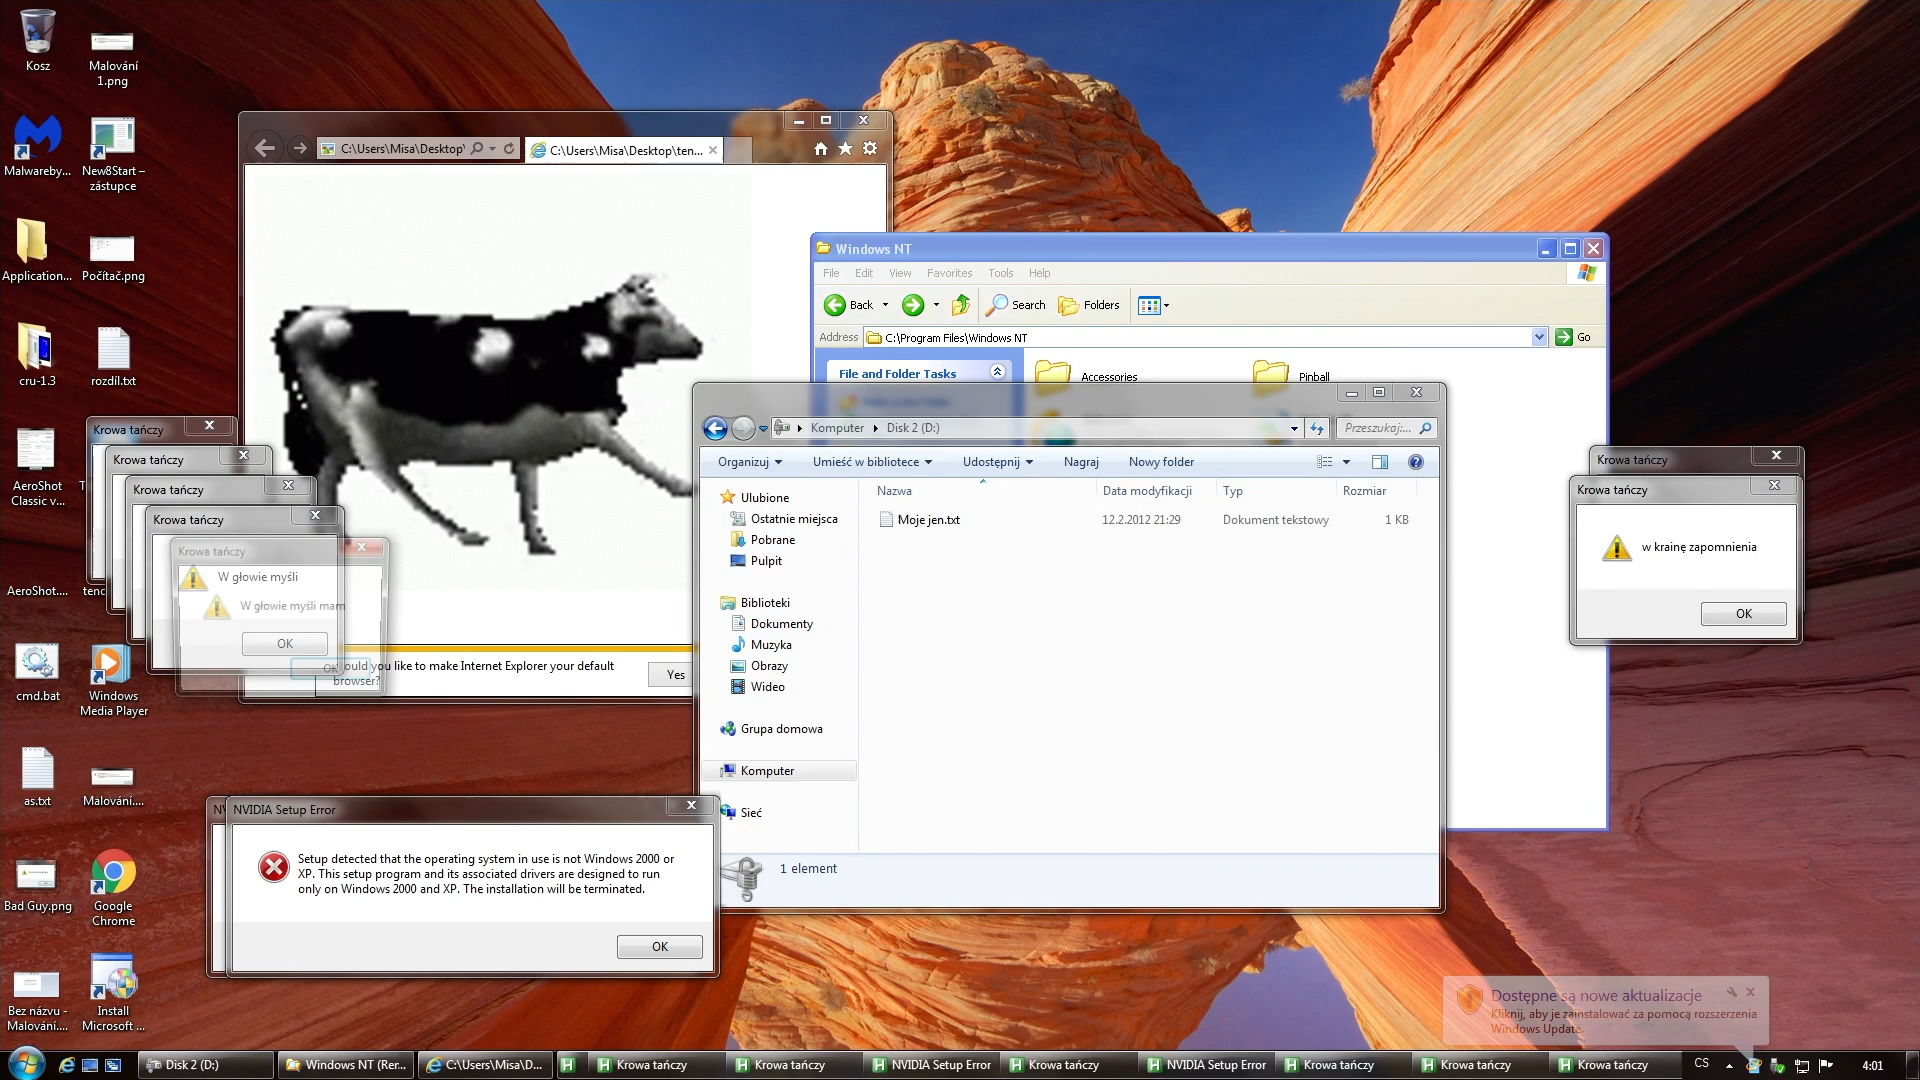 Kosz
Malování 1.png
Malwareby...
New8Start – zástupce
Application...
Počítač.png
cru-1.3
rozdíl.txt
AeroShot Classic v...
AeroShot....
cmd.bat
Windows Media Player
as.txt
Malování....
Bad Guy.png
Google Chrome
Bez názvu - Malování....
Install Microsoft ...
C:\Users\Misa\Desktop\
C:\Users\Misa\Desktop\ten...
ould you like to make Internet Explorer your default
browser?
Yes
Windows NT
File Edit View Favorites Tools Help
Back Search Folders
Address C:\Program Files\Windows NT Go
File and Folder Tasks
Accessories
Pinball
Komputer Disk 2 (D:)
Przeszukaj:...
Organizuj Umieść w bibliotece Udostępnij Nagraj Nowy folder
Nazwa Data modyfikacji Typ Rozmiar
Moje jen.txt 12.2.2012 21:29 Dokument tekstowy 1 KB
Ulubione
Ostatnie miejsca
Pobrane
Pulpit
Biblioteki
Dokumenty
Muzyka
Obrazy
Wideo
Grupa domowa
Komputer
Sieć
1 element
Krowa tańczy
Krowa tańczy
Krowa tańczy
Krowa tańczy
Krowa tańczy
W głowie myśli
W głowie myśli mam
OK
OK
Krowa tańczy
Krowa tańczy
w krainę zapomnienia
OK
NVIDIA Setup Error
Setup detected that the operating system in use is not Windows 2000 or
XP. This setup program and its associated drivers are designed to run
only on Windows 2000 and XP. The installation will be terminated.
OK
Dostępne są nowe aktualizacje
Kliknij, aby je zainstalować za pomocą rozszerzenia
Windows Update.
Disk 2 (D:) Windows NT (Rem... C:\Users\Misa\D... Krowa tańczy Krowa tańczy NVIDIA Setup Error Krowa tańczy NVIDIA Setup Error Krowa tańczy Krowa tańczy Krowa tańczy CS 4:01